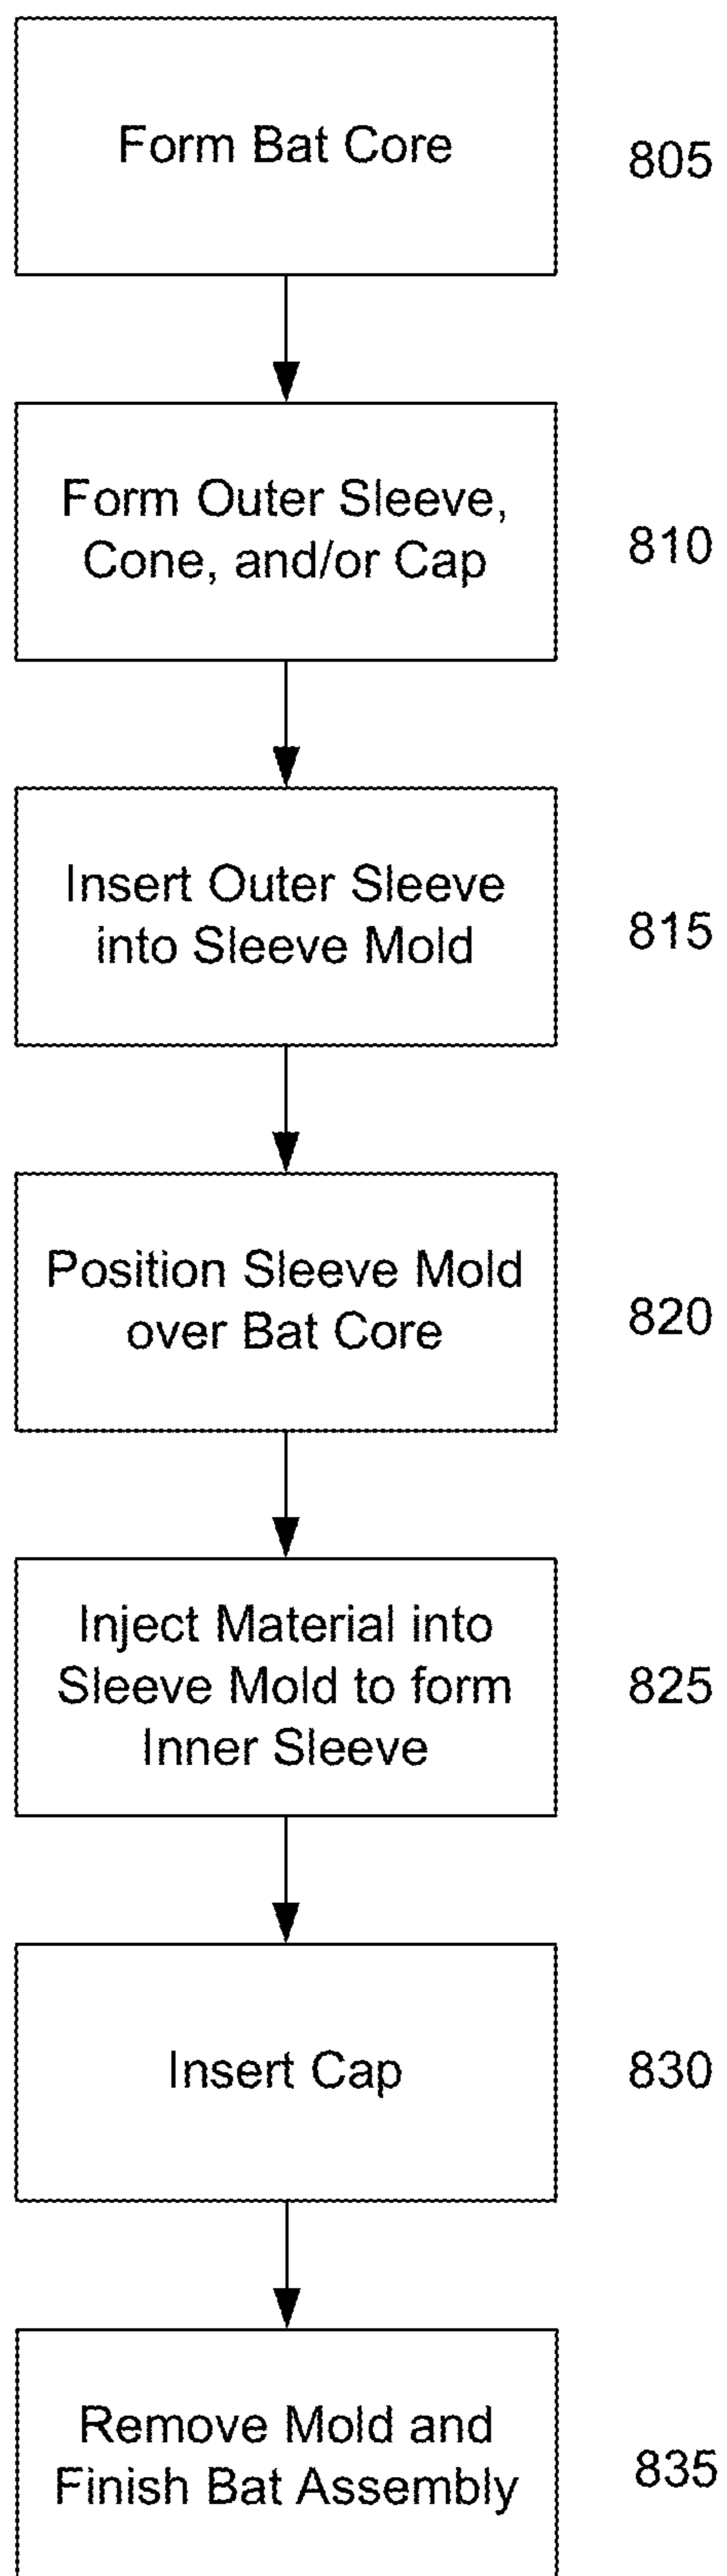 Form Bat Core
805
Form Outer Sleeve,
Cone, and/or Cap
810
Insert Outer Sleeve
into Sleeve Mold
815
Position Sleeve Mold
over Bat Core
820
Inject Material into
Sleeve Mold to form
Inner Sleeve
825
Insert Cap
830
Remove Mold and
Finish Bat Assembly
835